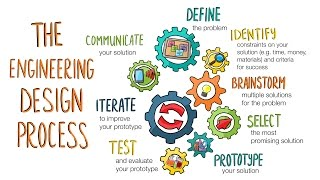 THE
ENGINEERING
DESIGN
PROCESS
DEFINE
the problem
IDENTIFY
constraints on your
solution (e.g. time, money,
materials) and criteria
for success
BRAINSTORM
multiple solutions
for the problem
SELECT
the most
promising solution
PROTOTYPE
your solution
TEST
and evaluate
your prototype
ITERATE
to improve
your prototype
COMMUNICATE
your solution